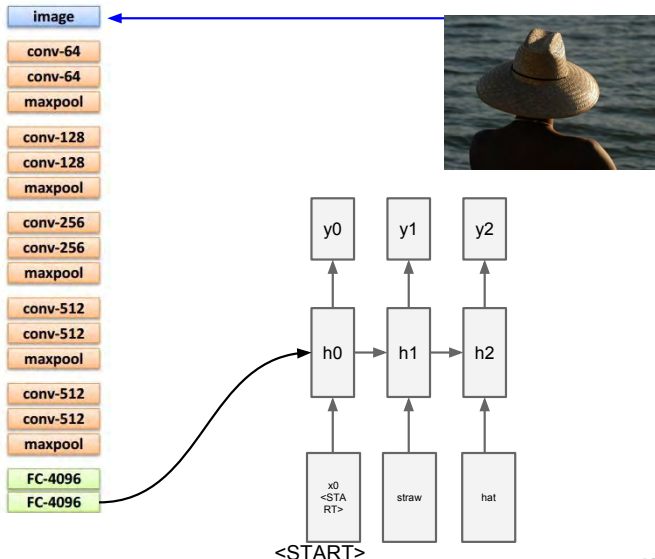 image
conv-64
conv-64
maxpool
conv-128
conv-128
maxpool
conv-256
conv-256
maxpool
conv-512
conv-512
maxpool
conv-512
conv-512
maxpool
FC-4096
FC-4096
y0 y1 y2
h0 h1 h2
x0
<STA
RT>
straw
hat
<START>